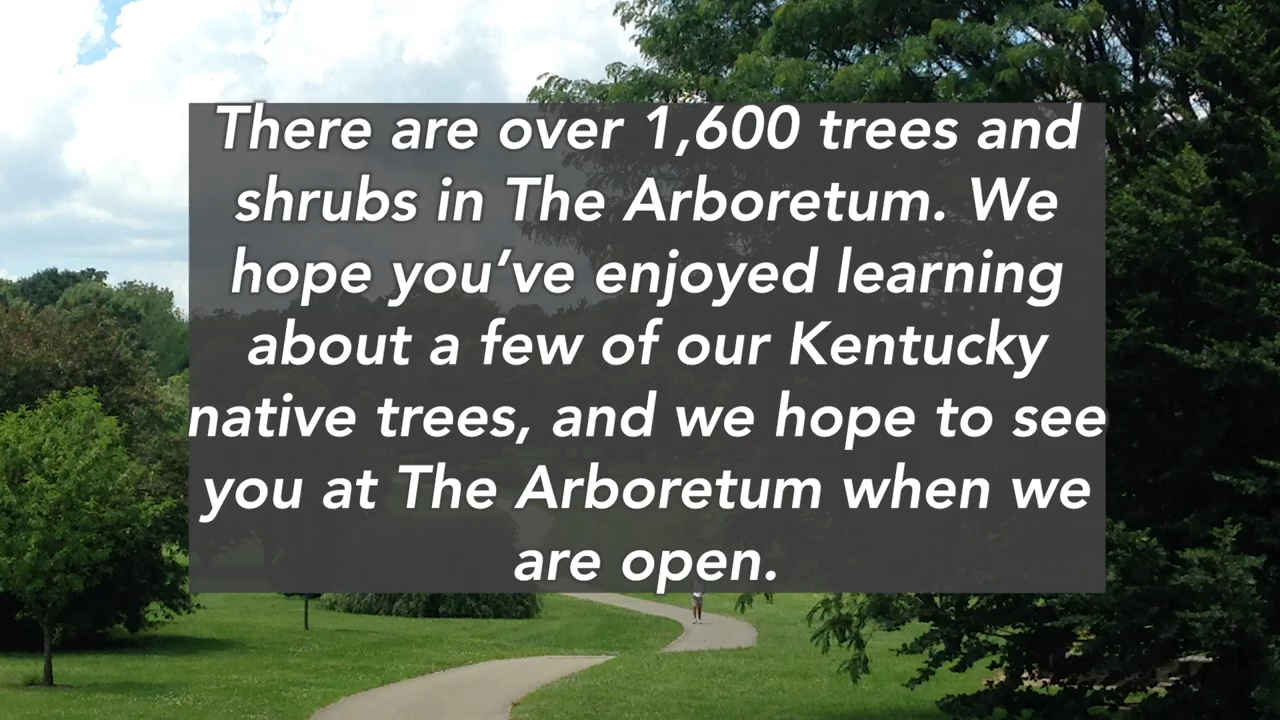 There are over 1,600 trees and
shrubs in The Arboretum. We
hope you’ve enjoyed learning
about a few of our Kentucky
native trees, and we hope to see
you at The Arboretum when we
are open.